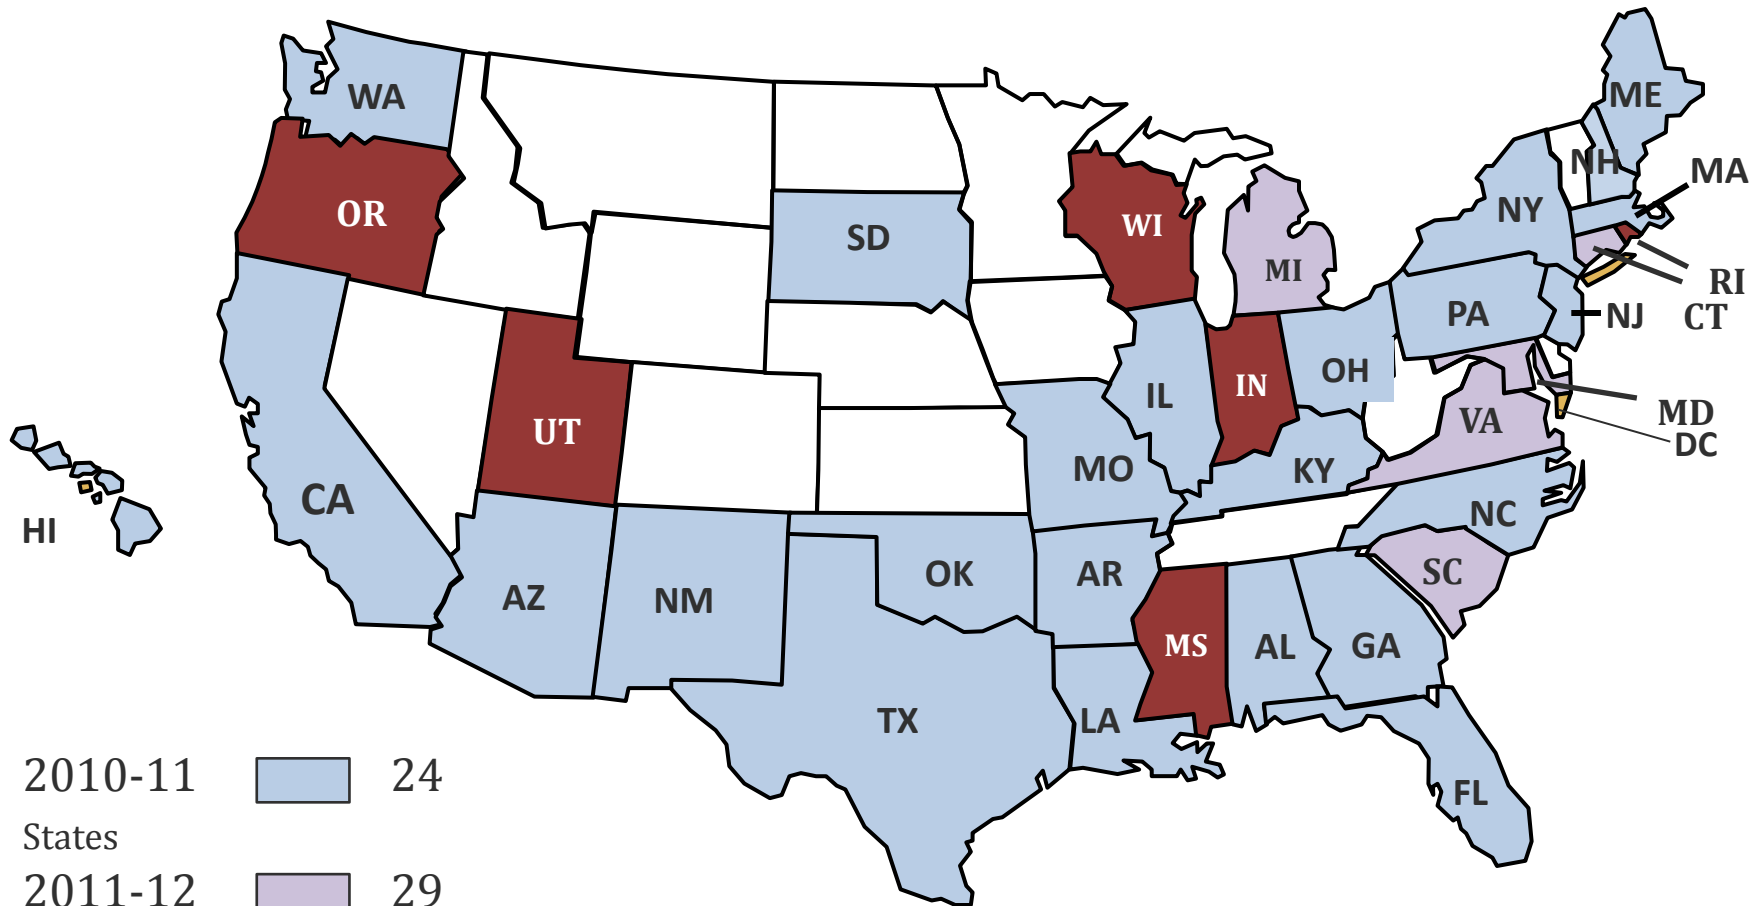 WA
ME
NH
MA
OR
WI
NY
SD
MI
RI
PA
NJ
CT
OH
IN
IL
MD
VA
DC
UT
MO
KY
CA
NC
HI
OK
AR
SC
AZ
NM
MS
AL
GA
TX
LA
FL
2010-11 24
States
2011-12 29